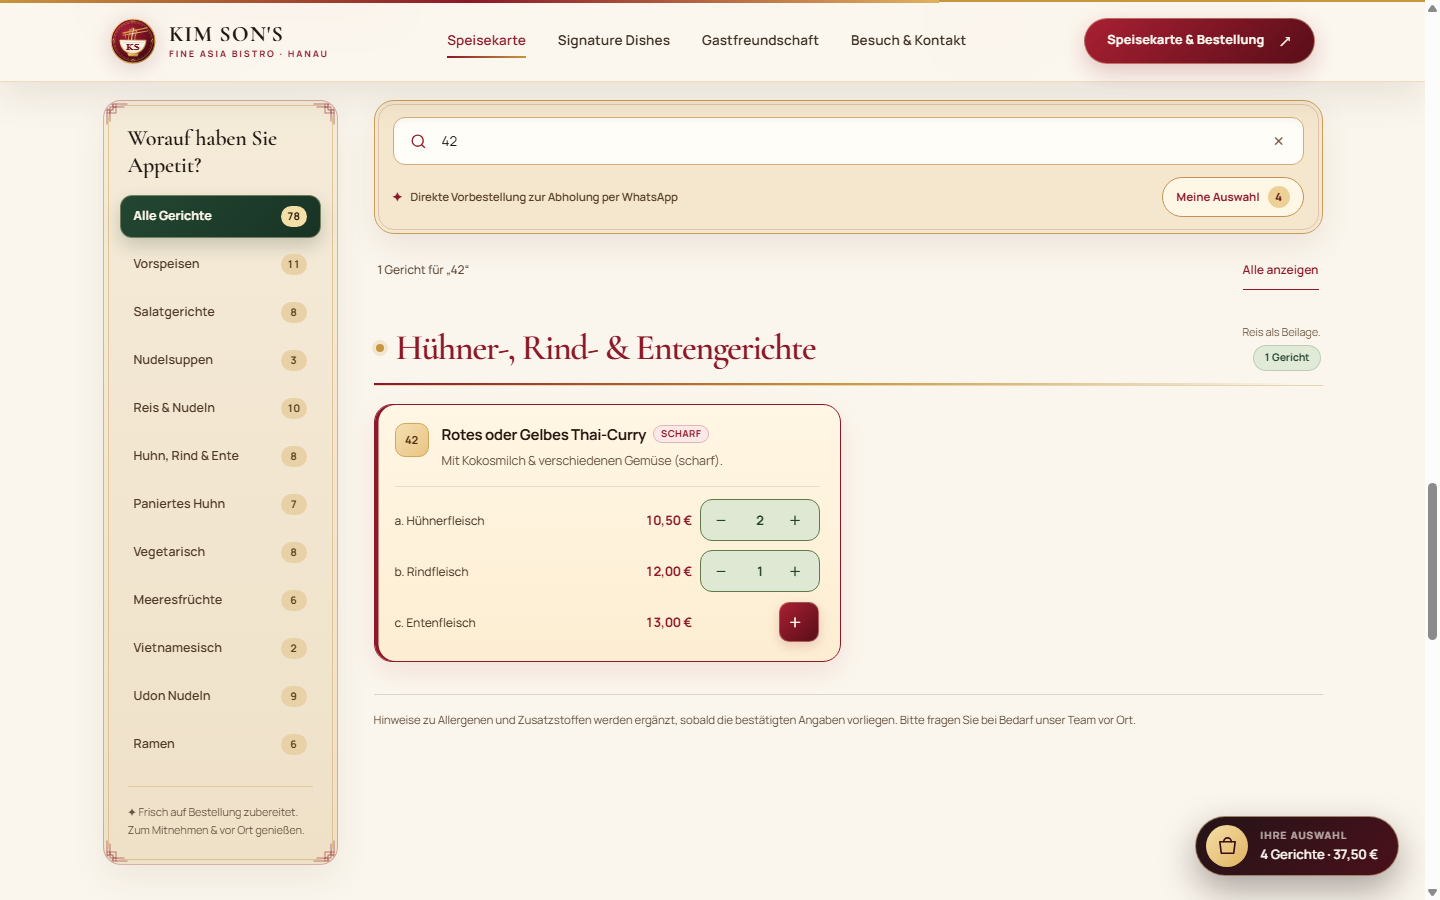 KS
KIM SON'S
FINE ASIA BISTRO · HANAU
Speisekarte
Signature Dishes
Gastfreundschaft
Besuch & Kontakt
Speisekarte & Bestellung ↗
Worauf haben Sie
Appetit?
Alle Gerichte 78
Vorspeisen 11
Salatgerichte 8
Nudelsuppen 3
Reis & Nudeln 10
Huhn, Rind & Ente 8
Paniertes Huhn 7
Vegetarisch 8
Meeresfrüchte 6
Vietnamesisch 2
Udon Nudeln 9
Ramen 6
✦ Frisch auf Bestellung zubereitet.
Zum Mitnehmen & vor Ort genießen.
42 ×
✦ Direkte Vorbestellung zur Abholung per WhatsApp
Meine Auswahl 4
1 Gericht für „42“
Alle anzeigen
Hühner-, Rind- & Entengerichte
Reis als Beilage.
1 Gericht
42
Rotes oder Gelbes Thai-Curry SCHARF
Mit Kokosmilch & verschiedenen Gemüse (scharf).
a. Hühnerfleisch 10,50 € − 2 +
b. Rindfleisch 12,00 € − 1 +
c. Entenfleisch 13,00 € +
Hinweise zu Allergenen und Zusatzstoffen werden ergänzt, sobald die bestätigten Angaben vorliegen. Bitte fragen Sie bei Bedarf unser Team vor Ort.
IHRE AUSWAHL
4 Gerichte · 37,50 €